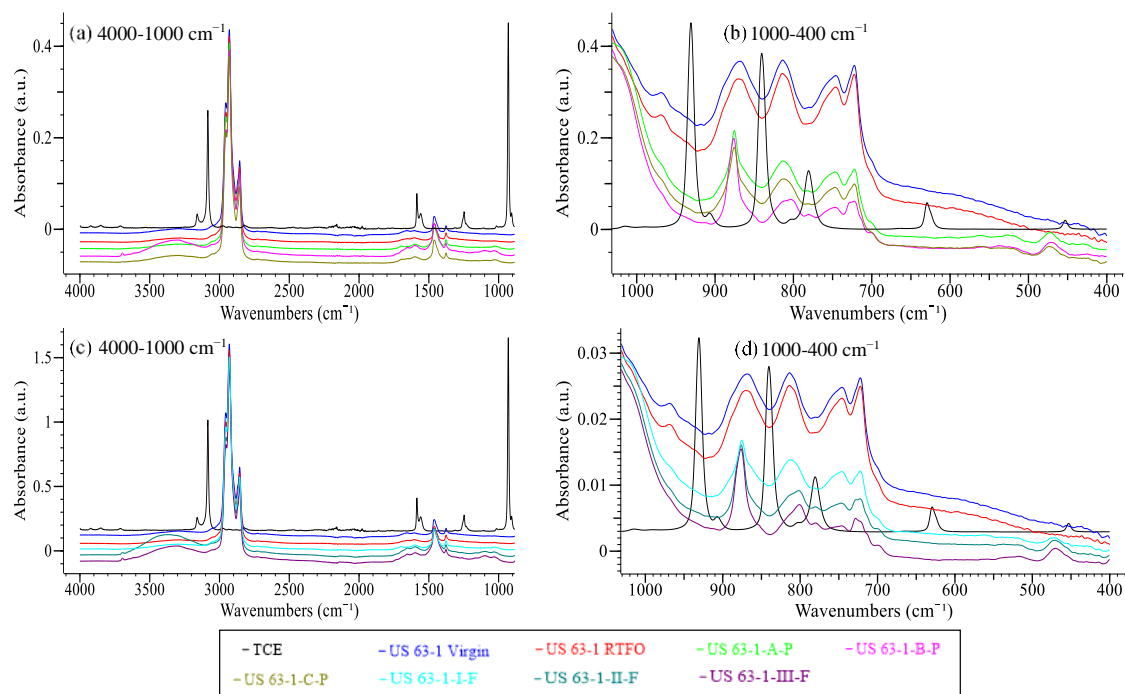 (a) 4000-1000 cm⁻¹
0.4
0.2
0
Absorbance (a.u.)
4000 3500 3000 2500 2000 1500 1000
Wavenumbers (cm⁻¹)
(b) 1000-400 cm⁻¹
0.4
0.2
0
Absorbance (a.u.)
1000 900 800 700 600 500 400
Wavenumbers (cm⁻¹)
(c) 4000-1000 cm⁻¹
1.5
1
0.5
0
Absorbance (a.u.)
4000 3500 3000 2500 2000 1500 1000
Wavenumbers (cm⁻¹)
(d) 1000-400 cm⁻¹
0.03
0.02
0.01
0
Absorbance (a.u.)
1000 900 800 700 600 500 400
Wavenumbers (cm⁻¹)
– TCE – US 63-1 Virgin – US 63-1 RTFO – US 63-1-A-P – US 63-1-B-P
– US 63-1-C-P – US 63-1-I-F – US 63-1-II-F – US 63-1-III-F